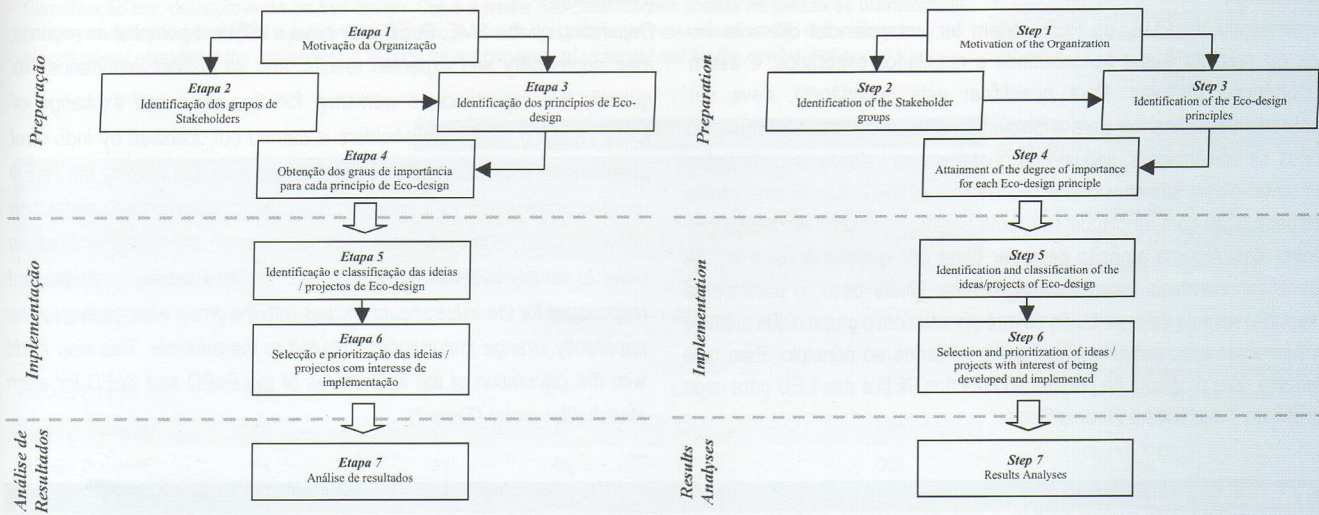 Preparação
Etapa 1
Motivação da Organização
Etapa 2
Identificação dos grupos de
Stakeholders
Etapa 3
Identificação dos princípios de Eco-
design
Etapa 4
Obtenção dos graus de importância
para cada princípio de Eco-design
Implementação
Etapa 5
Identificação e classificação das ideias
/ projectos de Eco-design
Etapa 6
Selecção e prioritização das ideias /
projectos com interesse de
implementação
Análise de
Resultados
Etapa 7
Análise de resultados
Preparation
Step 1
Motivation of the Organization
Step 2
Identification of the Stakeholder
groups
Step 3
Identification of the Eco-design
principles
Step 4
Attainment of the degree of importance
for each Eco-design principle
Implementation
Step 5
Identification and classification of the
ideas/projects of Eco-design
Step 6
Selection and prioritization of ideas /
projects with interest of being
developed and implemented
Results
Analyses
Step 7
Results Analyses